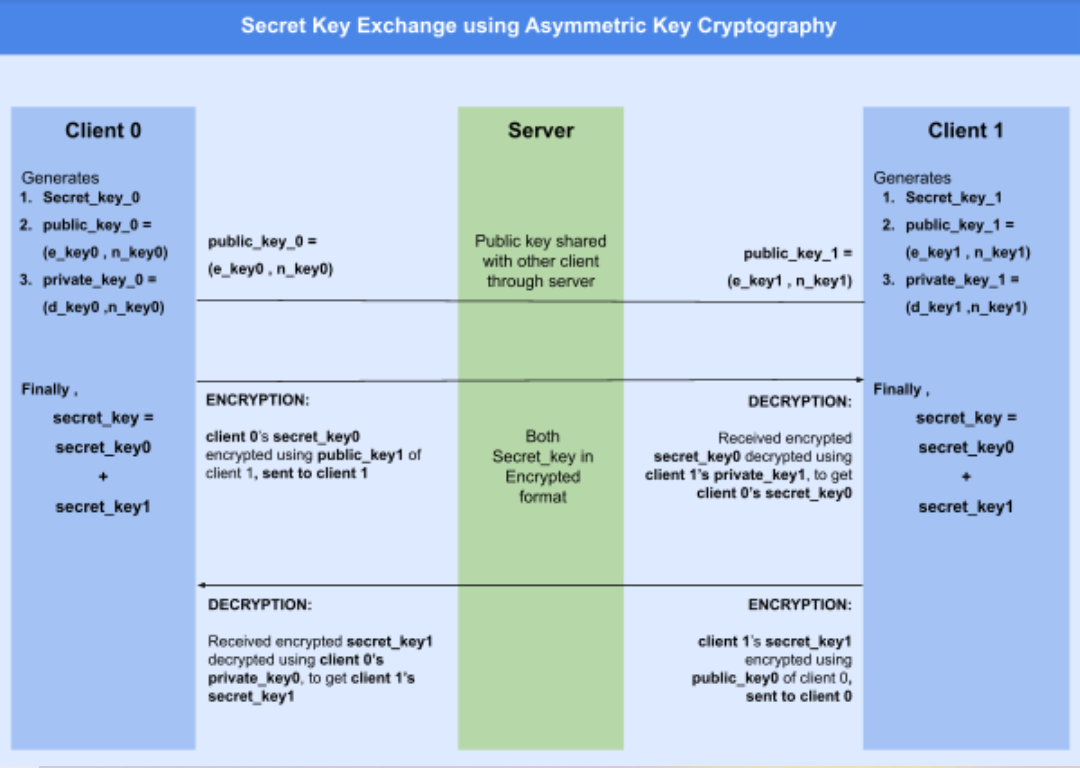 Secret Key Exchange using Asymmetric Key Cryptography
Client 0
Generates
1. Secret_key_0
2. public_key_0 =
(e_key0 , n_key0)
3. private_key_0 =
(d_key0 ,n_key0)
Finally ,
secret_key =
secret_key0
+
secret_key1
public_key_0 =
(e_key0 , n_key0)
ENCRYPTION:
client 0's secret_key0
encrypted using public_key1 of
client 1, sent to client 1
DECRYPTION:
Received encrypted secret_key1
decrypted using client 0's
private_key0, to get client 1's
secret_key1
Server
Public key shared
with other client
through server
Both
Secret_key in
Encrypted
format
public_key_1 =
(e_key1 , n_key1)
DECRYPTION:
Received encrypted
secret_key0 decrypted using
client 1's private_key1, to get
client 0's secret_key0
ENCRYPTION:
client 1's secret_key1
encrypted using
public_key0 of client 0,
sent to client 0
Client 1
Generates
1. Secret_key_1
2. public_key_1 =
(e_key1 , n_key1)
3. private_key_1 =
(d_key1 ,n_key1)
Finally ,
secret_key =
secret_key0
+
secret_key1